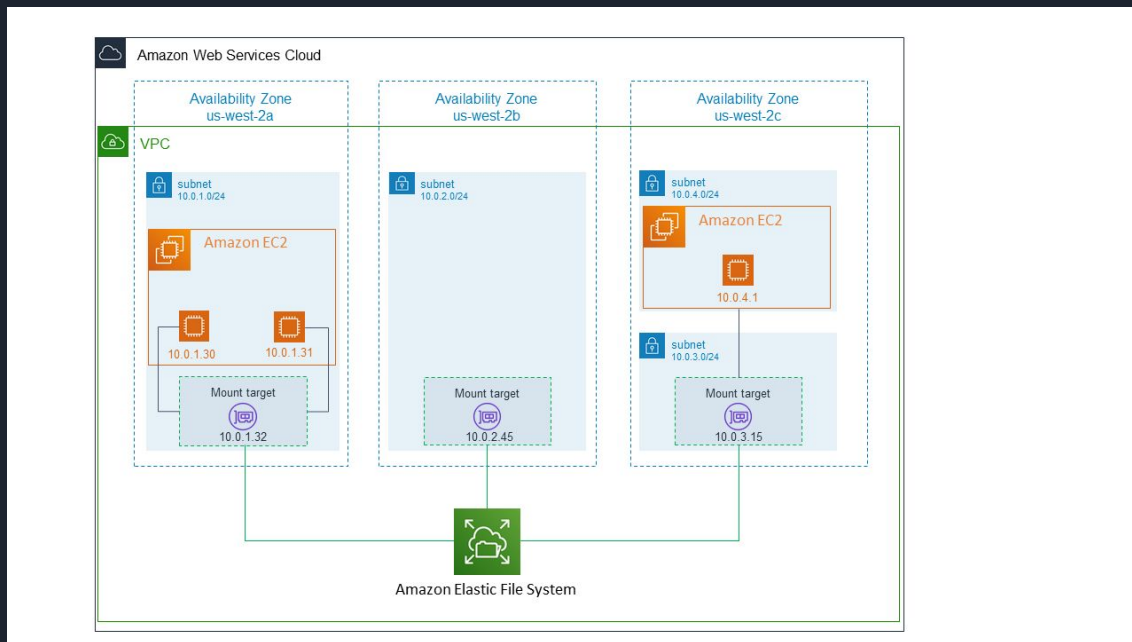 Amazon Web Services Cloud
Availability Zone
us-west-2a
Availability Zone
us-west-2b
Availability Zone
us-west-2c
VPC
subnet
10.0.1.0/24
Amazon EC2
10.0.1.30
10.0.1.31
Mount target
10.0.1.32
subnet
10.0.2.0/24
Mount target
10.0.2.45
subnet
10.0.4.0/24
Amazon EC2
10.0.4.1
subnet
10.0.3.0/24
Mount target
10.0.3.15
Amazon Elastic File System